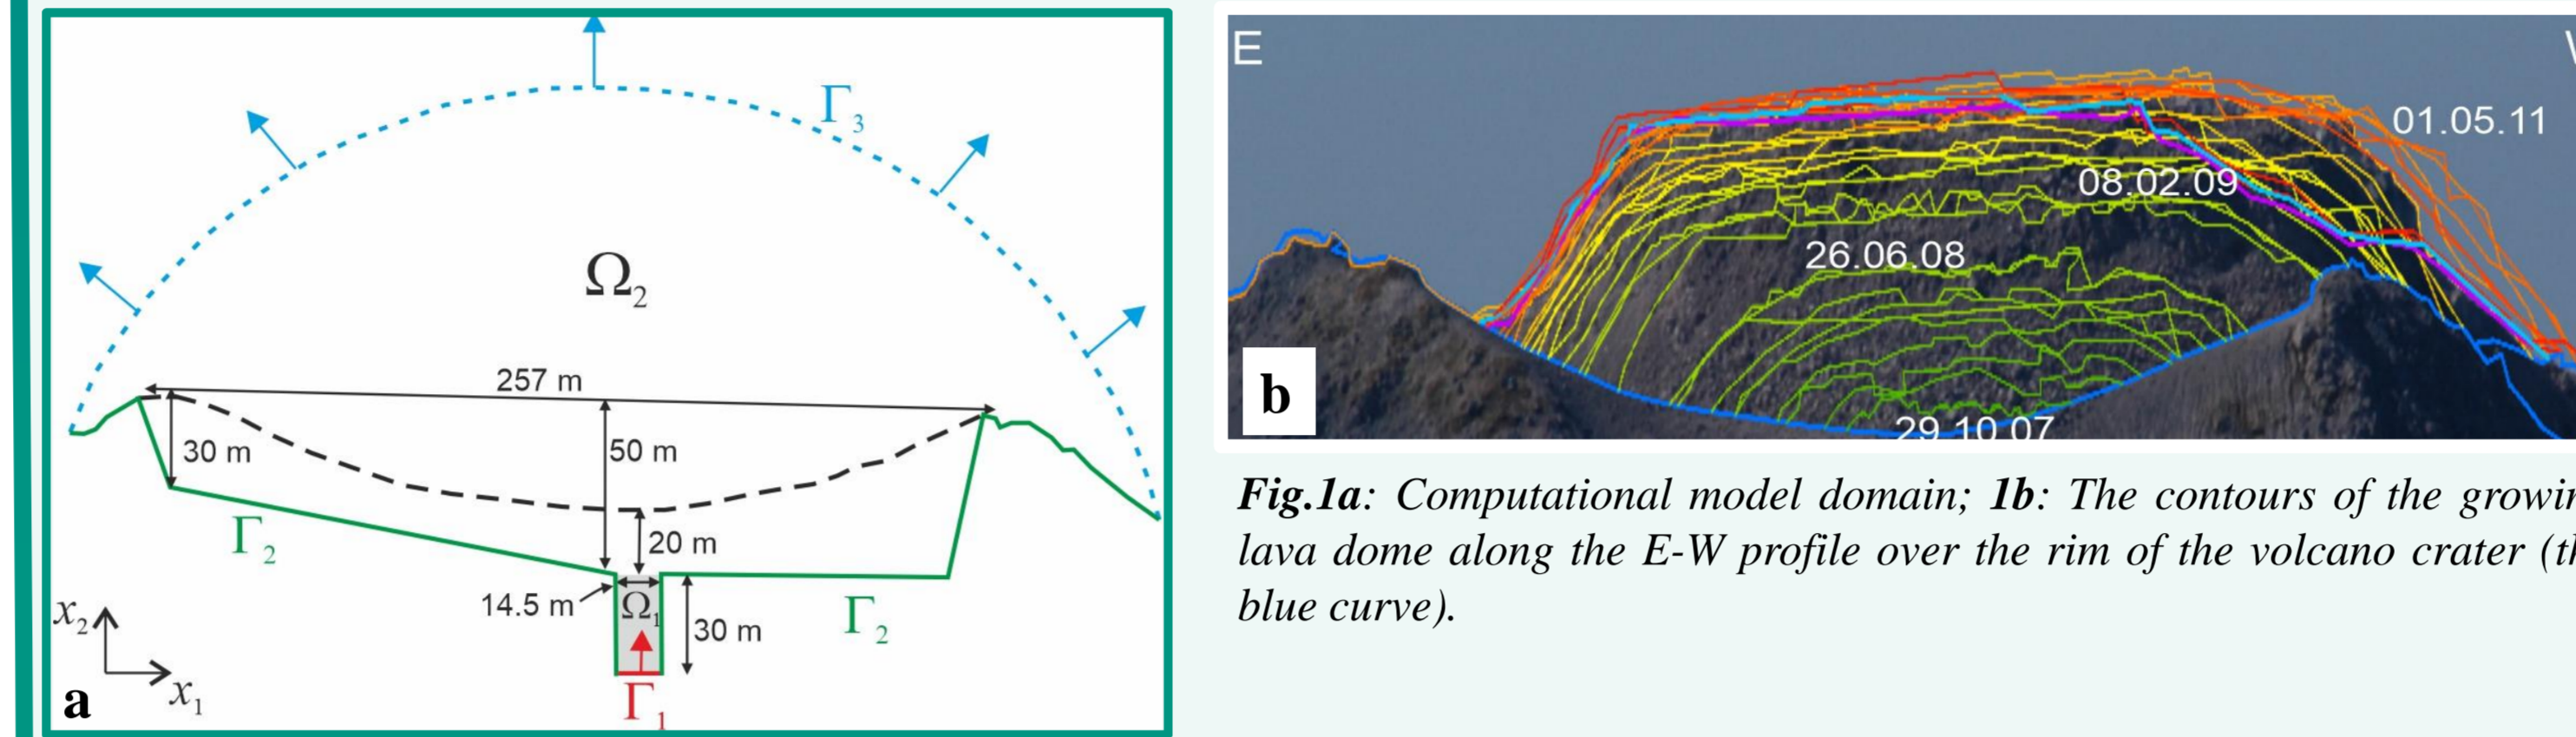 Γ3
Ω2
257 m
30 m
50 m
20 m
Γ2
14.5 m
Ω1
30 m
Γ2
x2
x1
Γ1
a
E
01.05.11
08.02.09
26.06.08
29.10.07
b
Fig.1a: Computational model domain; 1b: The contours of the
lava dome along the E-W profile over the rim of the volcano crater
blue curve).